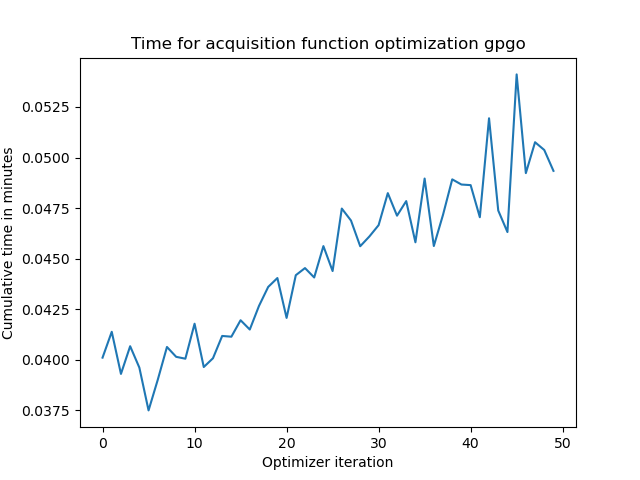 Time for acquisition function optimization gpgo
Cumulative time in minutes
0.0525
0.0500
0.0475
0.0450
0.0425
0.0400
0.0375
0 10 20 30 40 50
Optimizer iteration